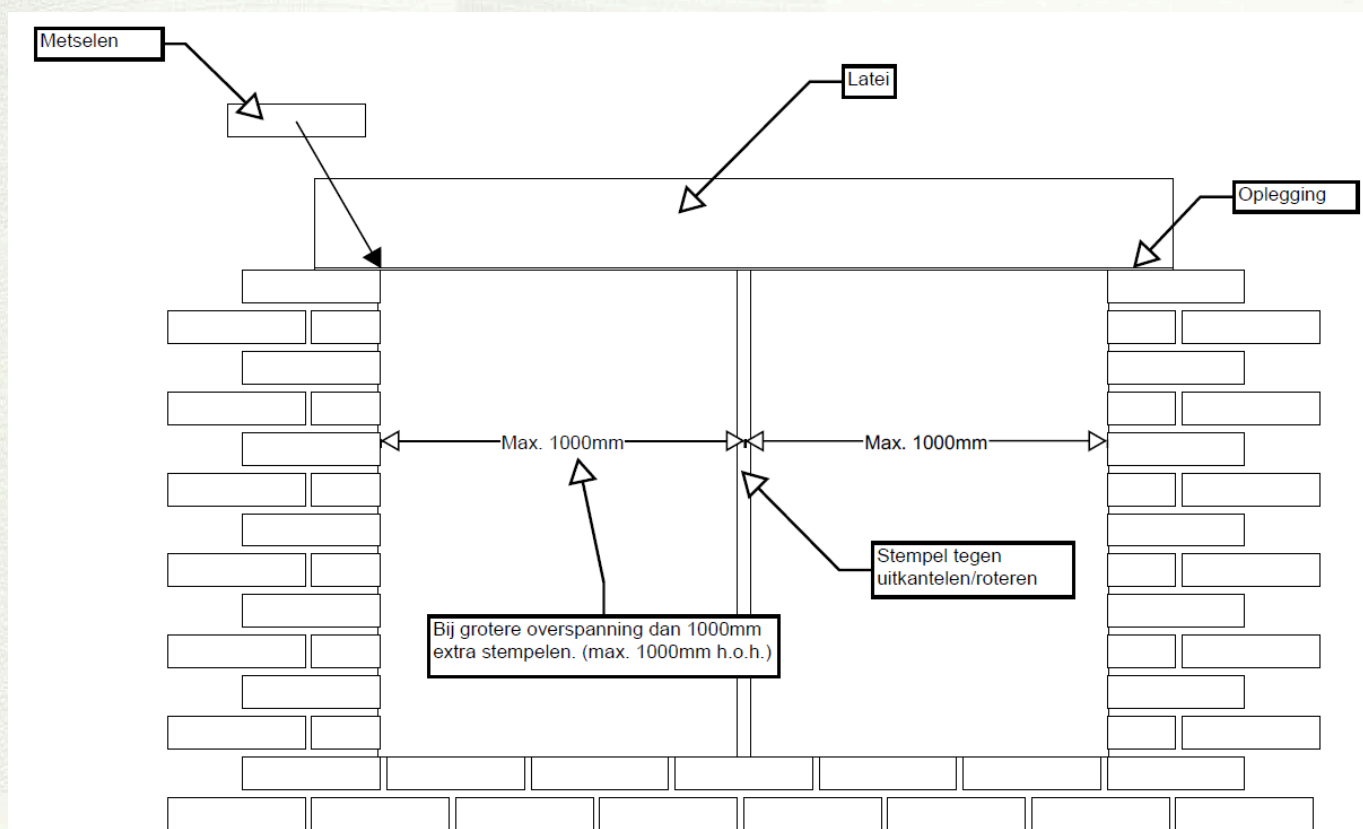 Metselen
Latei
Oplegging
Max. 1000mm
Max. 1000mm
Stempel tegen
uitkantelen/roteren
Bij grotere overspanning dan 1000mm
extra stempelen. (max. 1000mm h.o.h.)